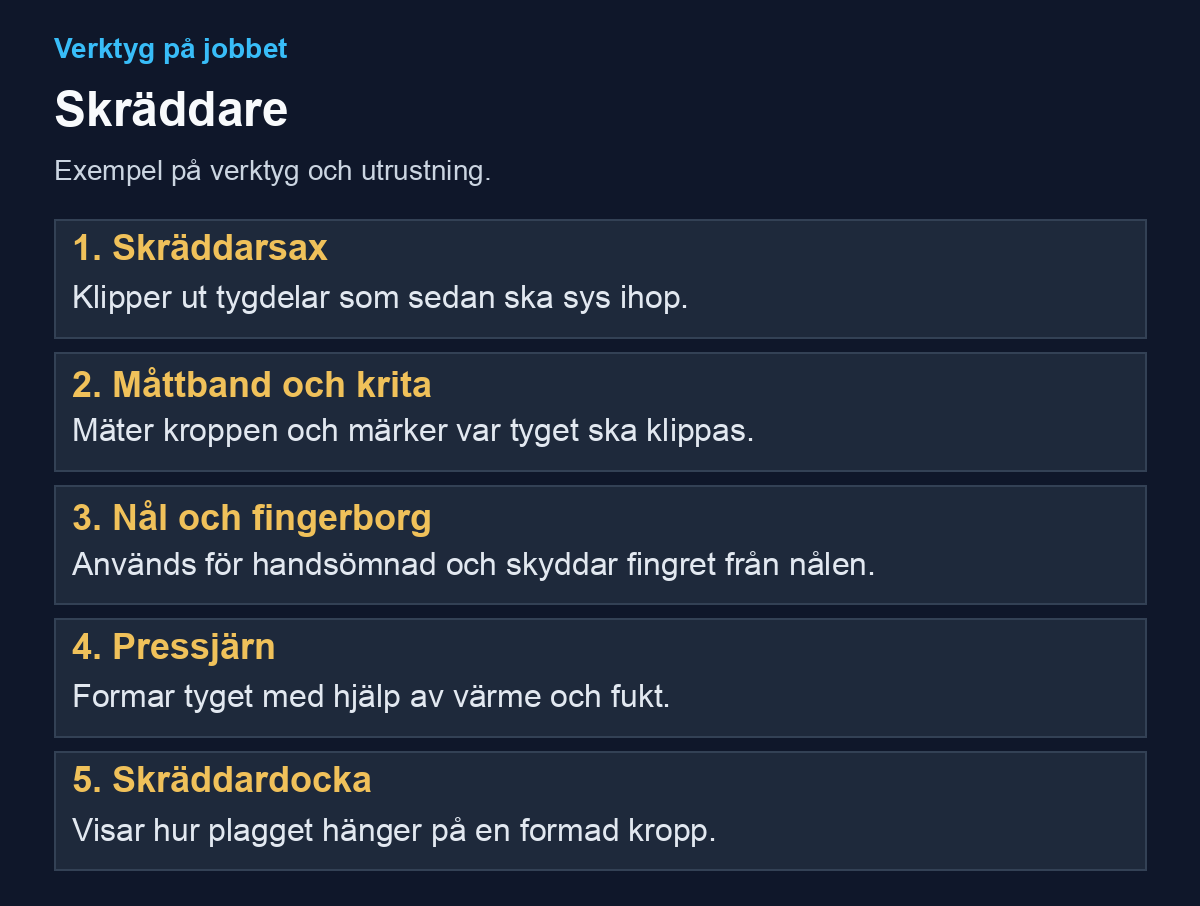 Verktyg på jobbet
Skräddare
Exempel på verktyg och utrustning.
1. Skräddarsax
Klipper ut tygdelar som sedan ska sys ihop.
2. Måttband och krita
Mäter kroppen och märker var tyget ska klippas.
3. Nål och fingerborg
Används för handsömnad och skyddar fingret från nålen.
4. Pressjärn
Formar tyget med hjälp av värme och fukt.
5. Skräddardocka
Visar hur plagget hänger på en formad kropp.